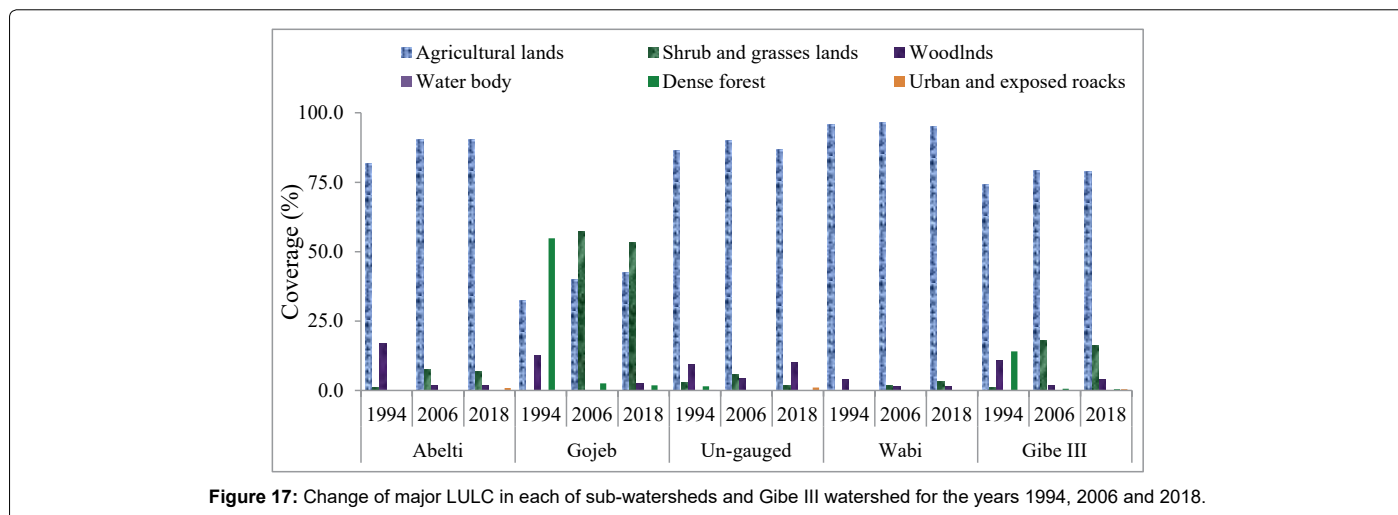 Agricultural lands Shrub and grasses lands Woodlnds
Water body Dense forest Urban and exposed roacks
100.0
75.0
50.0
25.0
0.0
Coverage (%)
1994 2006 2018 1994 2006 2018 1994 2006 2018 1994 2006 2018 1994 2006 2018
Abelti Gojeb Un-gauged Wabi Gibe III
Figure 17: Change of major LULC in each of sub-watersheds and Gibe III watershed for the years 1994, 2006 and 2018.